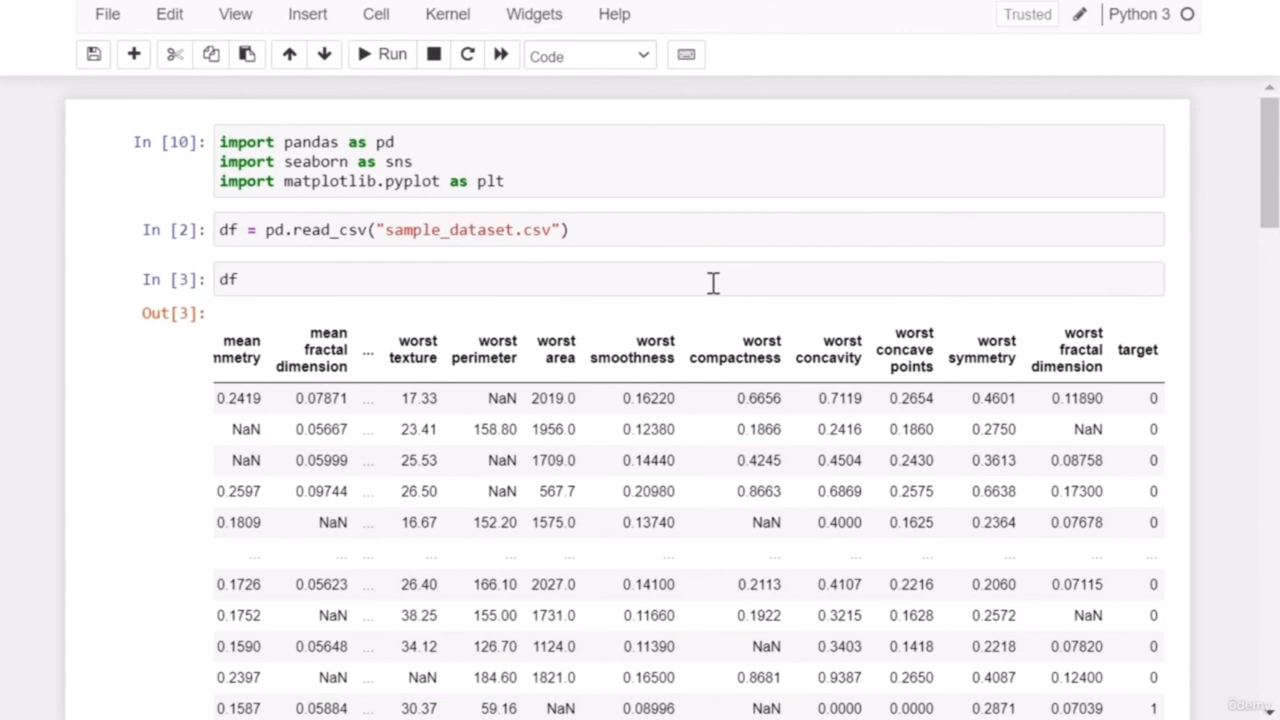 File Edit View Insert Cell Kernel Widgets Help Trusted Python 3
Run Code
In [10]: import pandas as pd
import seaborn as sns
import matplotlib.pyplot as plt
In [2]: df = pd.read_csv("sample_dataset.csv")
In [3]: df
Out[3]:
mean mmetry mean fractal dimension ... worst texture worst perimeter worst area worst smoothness worst compactness worst concavity worst concave points worst symmetry worst fractal dimension target
0.2419 0.07871 ... 17.33 NaN 2019.0 0.16220 0.6656 0.7119 0.2654 0.4601 0.11890 0
NaN 0.05667 ... 23.41 158.80 1956.0 0.12380 0.1866 0.2416 0.1860 0.2750 NaN 0
NaN 0.05999 ... 25.53 NaN 1709.0 0.14440 0.4245 0.4504 0.2430 0.3613 0.08758 0
0.2597 0.09744 ... 26.50 NaN 567.7 0.20980 0.8663 0.6869 0.2575 0.6638 0.17300 0
0.1809 NaN ... 16.67 152.20 1575.0 0.13740 NaN 0.4000 0.1625 0.2364 0.07678 0
... ... ... ... ... ... ... ... ... ... ... ... ...
0.1726 0.05623 ... 26.40 166.10 2027.0 0.14100 0.2113 0.4107 0.2216 0.2060 0.07115 0
0.1752 NaN ... 38.25 155.00 1731.0 0.11660 0.1922 0.3215 0.1628 0.2572 NaN 0
0.1590 0.05648 ... 34.12 126.70 1124.0 0.11390 NaN 0.3403 0.1418 0.2218 0.07820 0
0.2397 NaN ... NaN 184.60 1821.0 0.16500 0.8681 0.9387 0.2650 0.4087 0.12400 0
0.1587 0.05884 ... 30.37 59.16 NaN 0.08996 NaN 0.0000 0.0000 0.2871 0.07039 1
ûdemy